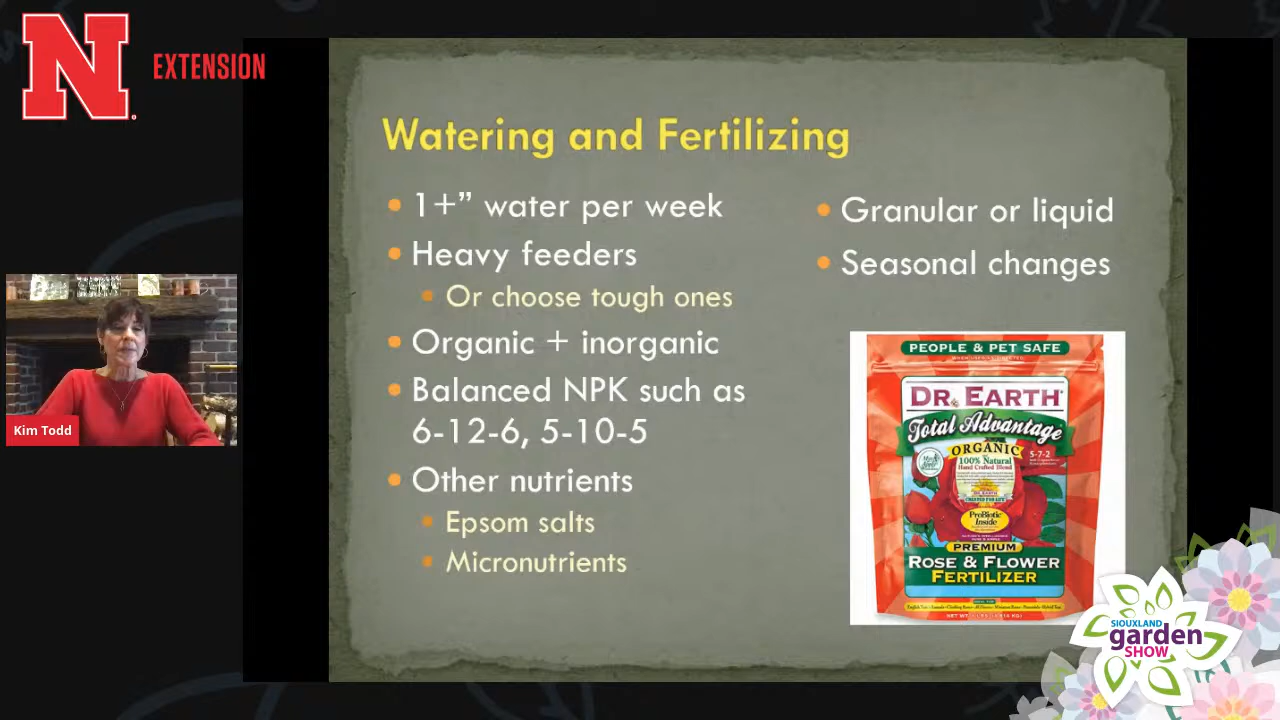 N
EXTENSION
Watering and Fertilizing
• 1+” water per week
• Heavy feeders
▪ Or choose tough ones
• Organic + inorganic
• Balanced NPK such as
6-12-6, 5-10-5
• Other nutrients
▪ Epsom salts
▪ Micronutrients
• Granular or liquid
• Seasonal changes
PEOPLE & PET SAFE
DR. EARTH
Total Advantage
ORGANIC
100% Natural
Hand Crafted Blend
5-7-2
ProBiotic
Inside
PREMIUM
ROSE & FLOWER
FERTILIZER
Kim Todd
SIOUXLAND
garden
SHOW